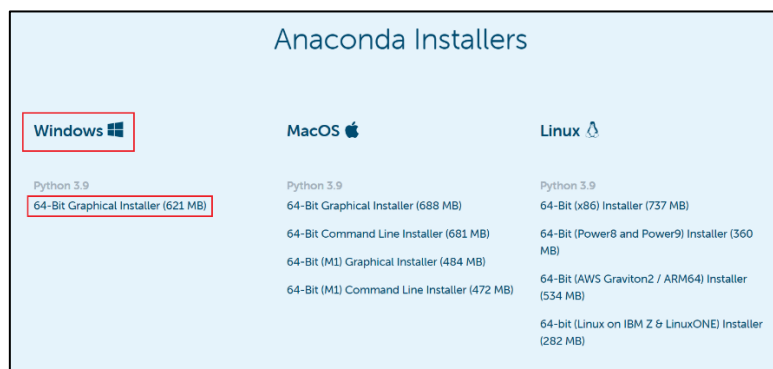 Anaconda Installers
Windows
Python 3.9
64-Bit Graphical Installer (621 MB)
MacOS
Python 3.9
64-Bit Graphical Installer (688 MB)
64-Bit Command Line Installer (681 MB)
64-Bit (M1) Graphical Installer (484 MB)
64-Bit (M1) Command Line Installer (472 MB)
Linux
Python 3.9
64-Bit (x86) Installer (737 MB)
64-Bit (Power8 and Power9) Installer (360
MB)
64-Bit (AWS Graviton2 / ARM64) Installer
(534 MB)
64-bit (Linux on IBM Z & LinuxONE) Installer
(282 MB)